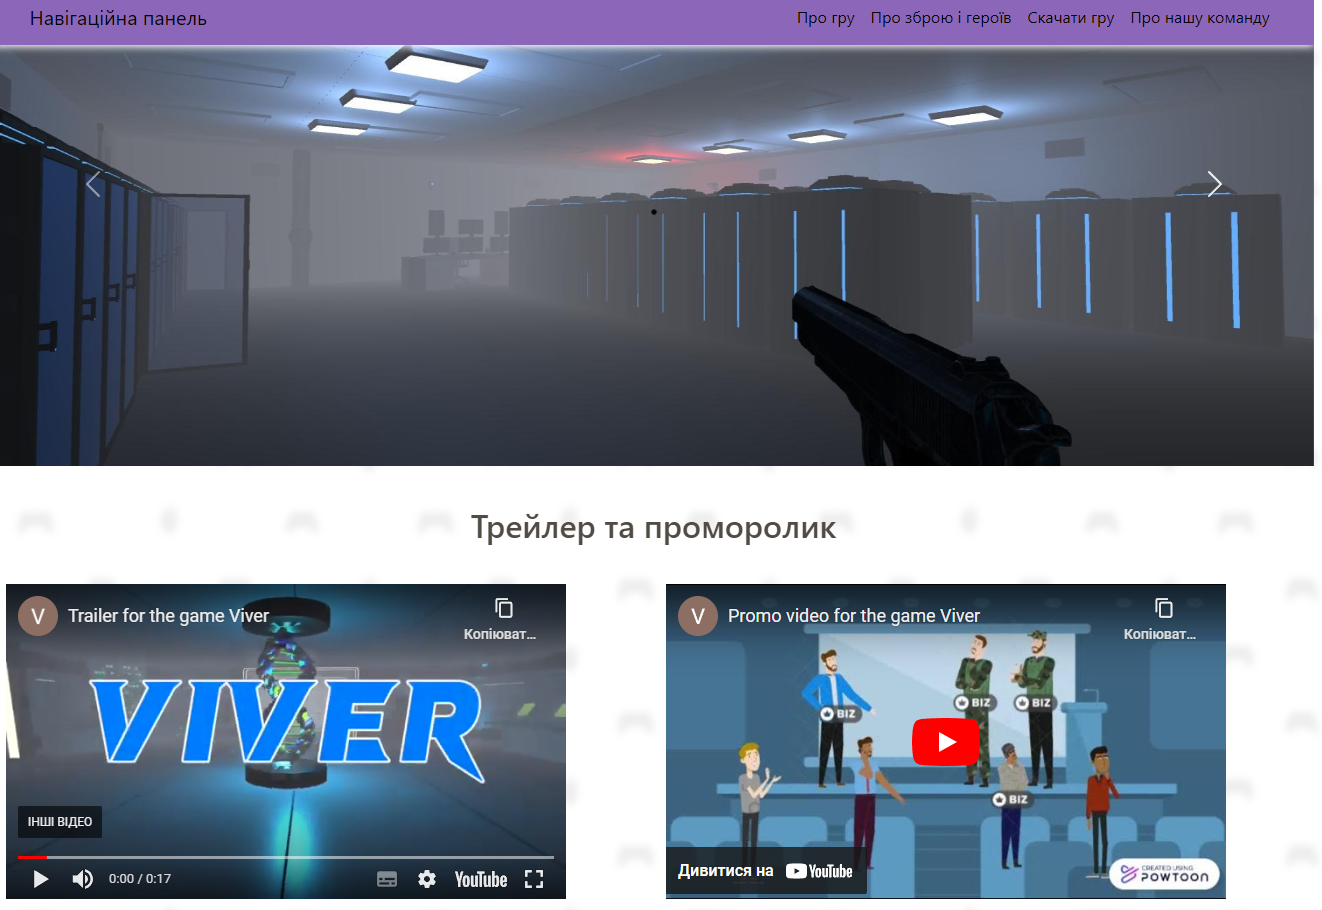 Навігаційна панель
Про гру Про зброю і героїв Скачати гру Про нашу команду
Трейлер та проморолик
V Trailer for the game Viver
Копіюват...
VIVER
ІНШІ ВІДЕО
0:00 / 0:17
YouTube
V Promo video for the game Viver
Копіюват...
BIZ
BIZ
BIZ
BIZ
Дивитися на YouTube
CREATED USING
POWTOON